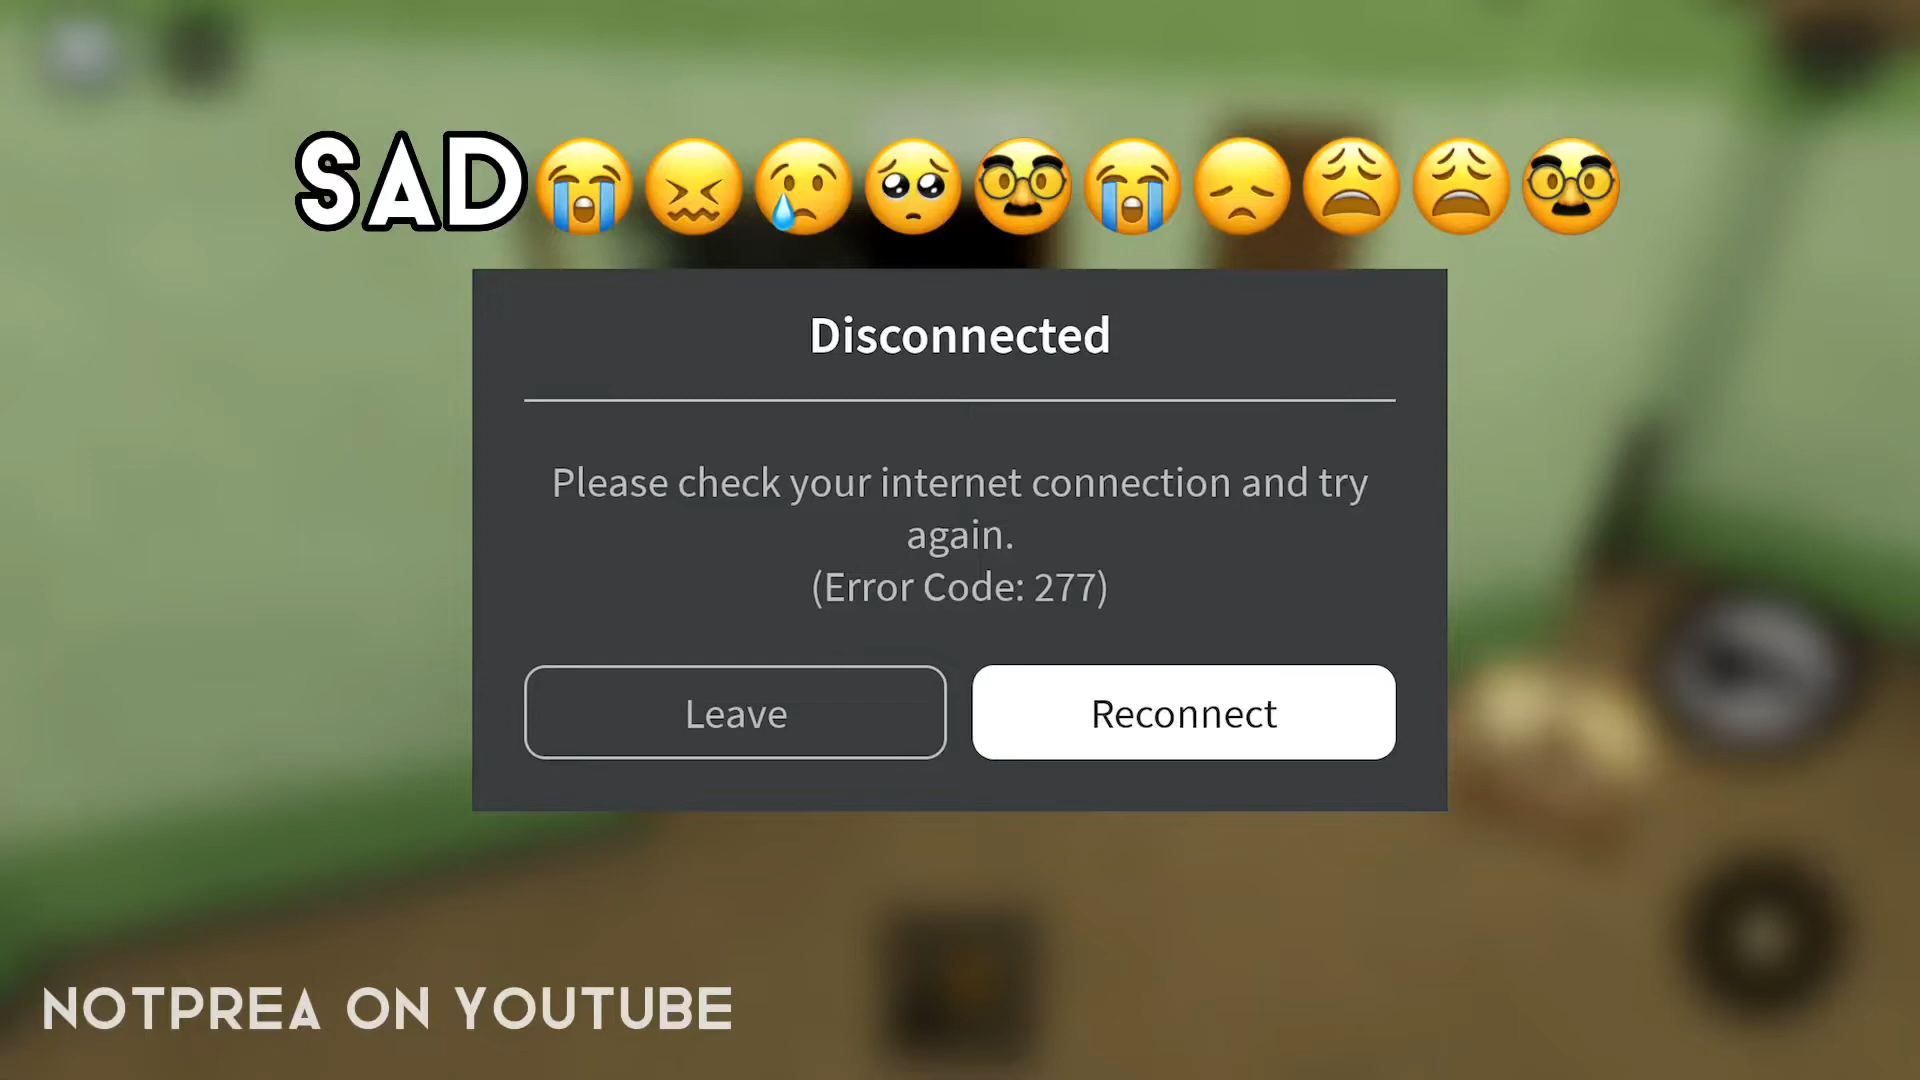 SAD😭😖😢🥺🥸😭😞😩😩🥸
Disconnected
Please check your internet connection and try
again.
(Error Code: 277)
Leave
Reconnect
NOTPREA ON YOUTUBE